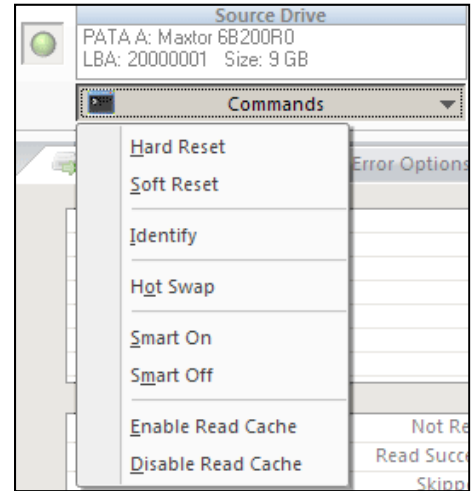 Source Drive
PATA A: Maxtor 6B200R0
LBA: 20000001 Size: 9 GB
Commands
Hard Reset
Soft Reset
Error Options
Identify
Hot Swap
Smart On
Smart Off
Enable Read Cache
Not Re
Disable Read Cache
Read Succe
Skipp